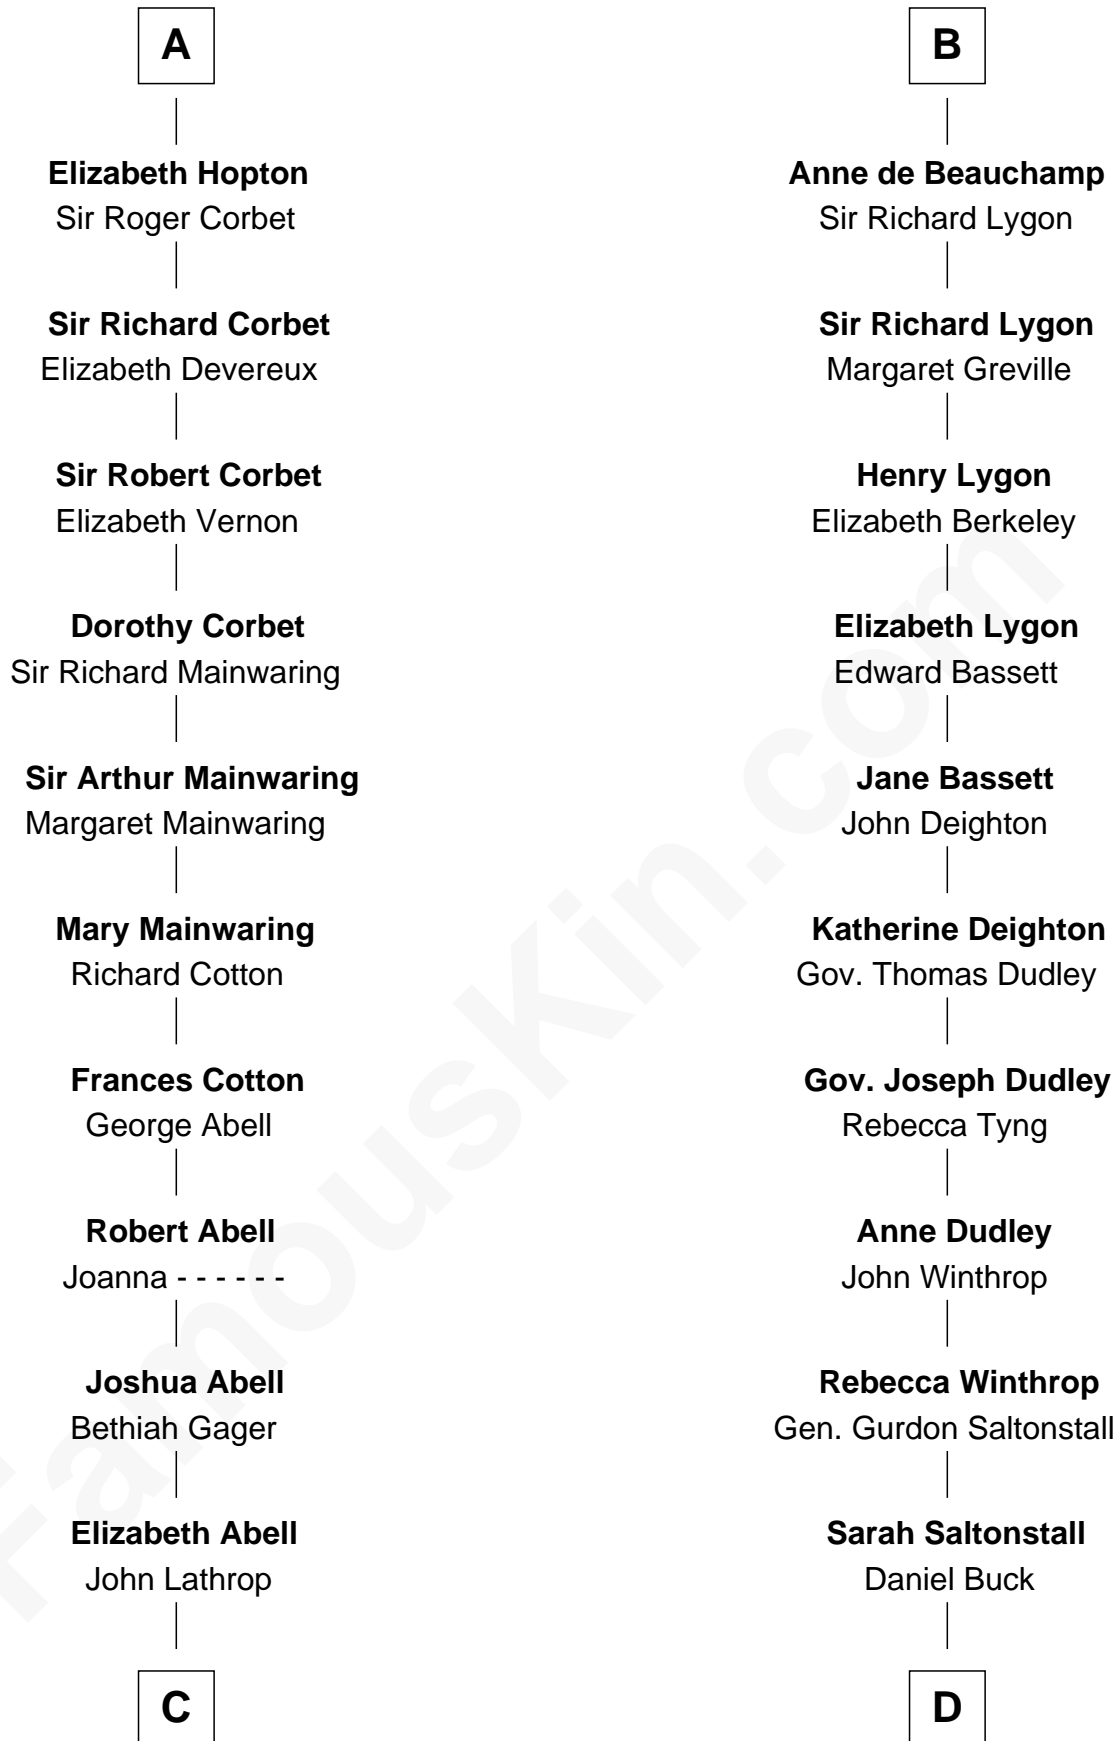 A
Elizabeth Hopton
Sir Roger Corbet
Sir Richard Corbet
Elizabeth Devereux
Sir Robert Corbet
Elizabeth Vernon
Dorothy Corbet
Sir Richard Mainwaring
Sir Arthur Mainwaring
Margaret Mainwaring
Mary Mainwaring
Richard Cotton
Frances Cotton
George Abell
Robert Abell
Joanna - - - - - -
Joshua Abell
Bethiah Gager
Elizabeth Abell
John Lathrop
C
B
Anne de Beauchamp
Sir Richard Lygon
Sir Richard Lygon
Margaret Greville
Henry Lygon
Elizabeth Berkeley
Elizabeth Lygon
Edward Bassett
Jane Bassett
John Deighton
Katherine Deighton
Gov. Thomas Dudley
Gov. Joseph Dudley
Rebecca Tyng
Anne Dudley
John Winthrop
Rebecca Winthrop
Gen. Gurdon Saltonstall
Sarah Saltonstall
Daniel Buck
D
FamousKin.com